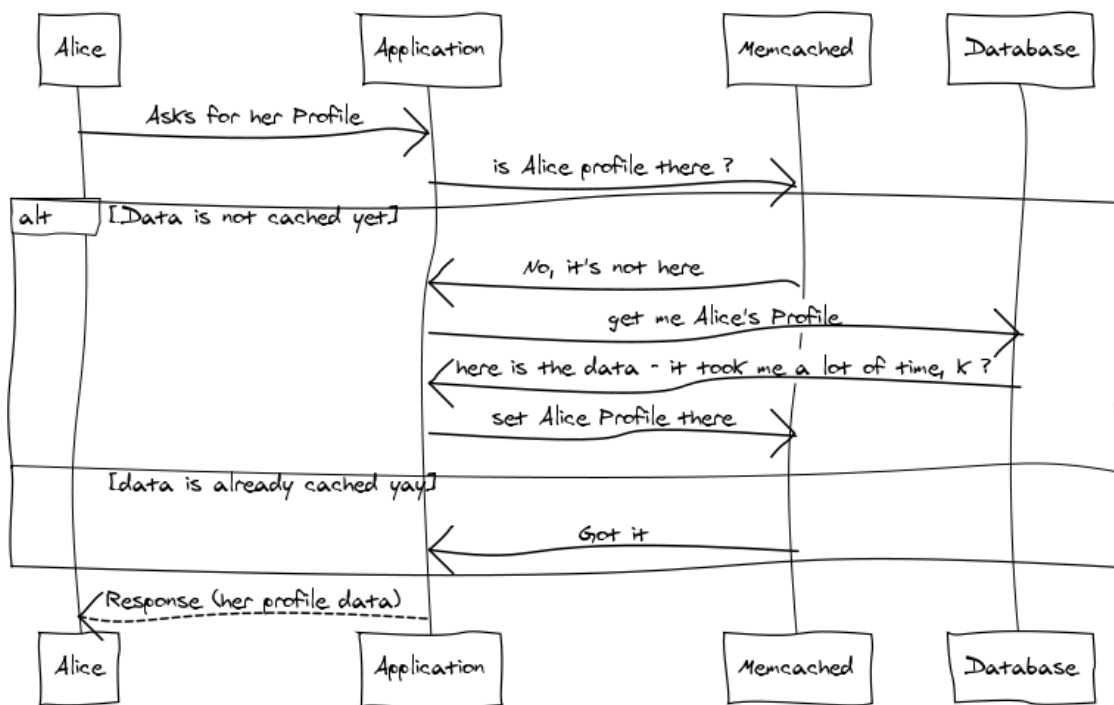 Alice
Application
Memcached
Database
Asks for her Profile
is Alice profile there ?
alt
[Data is not cached yet]
No, it's not here
get me Alice's Profile
here is the data - it took me a lot of time, k ?
set Alice Profile there
[data is already cached yay]
Got it
Response (her profile data)
Alice
Application
Memcached
Database